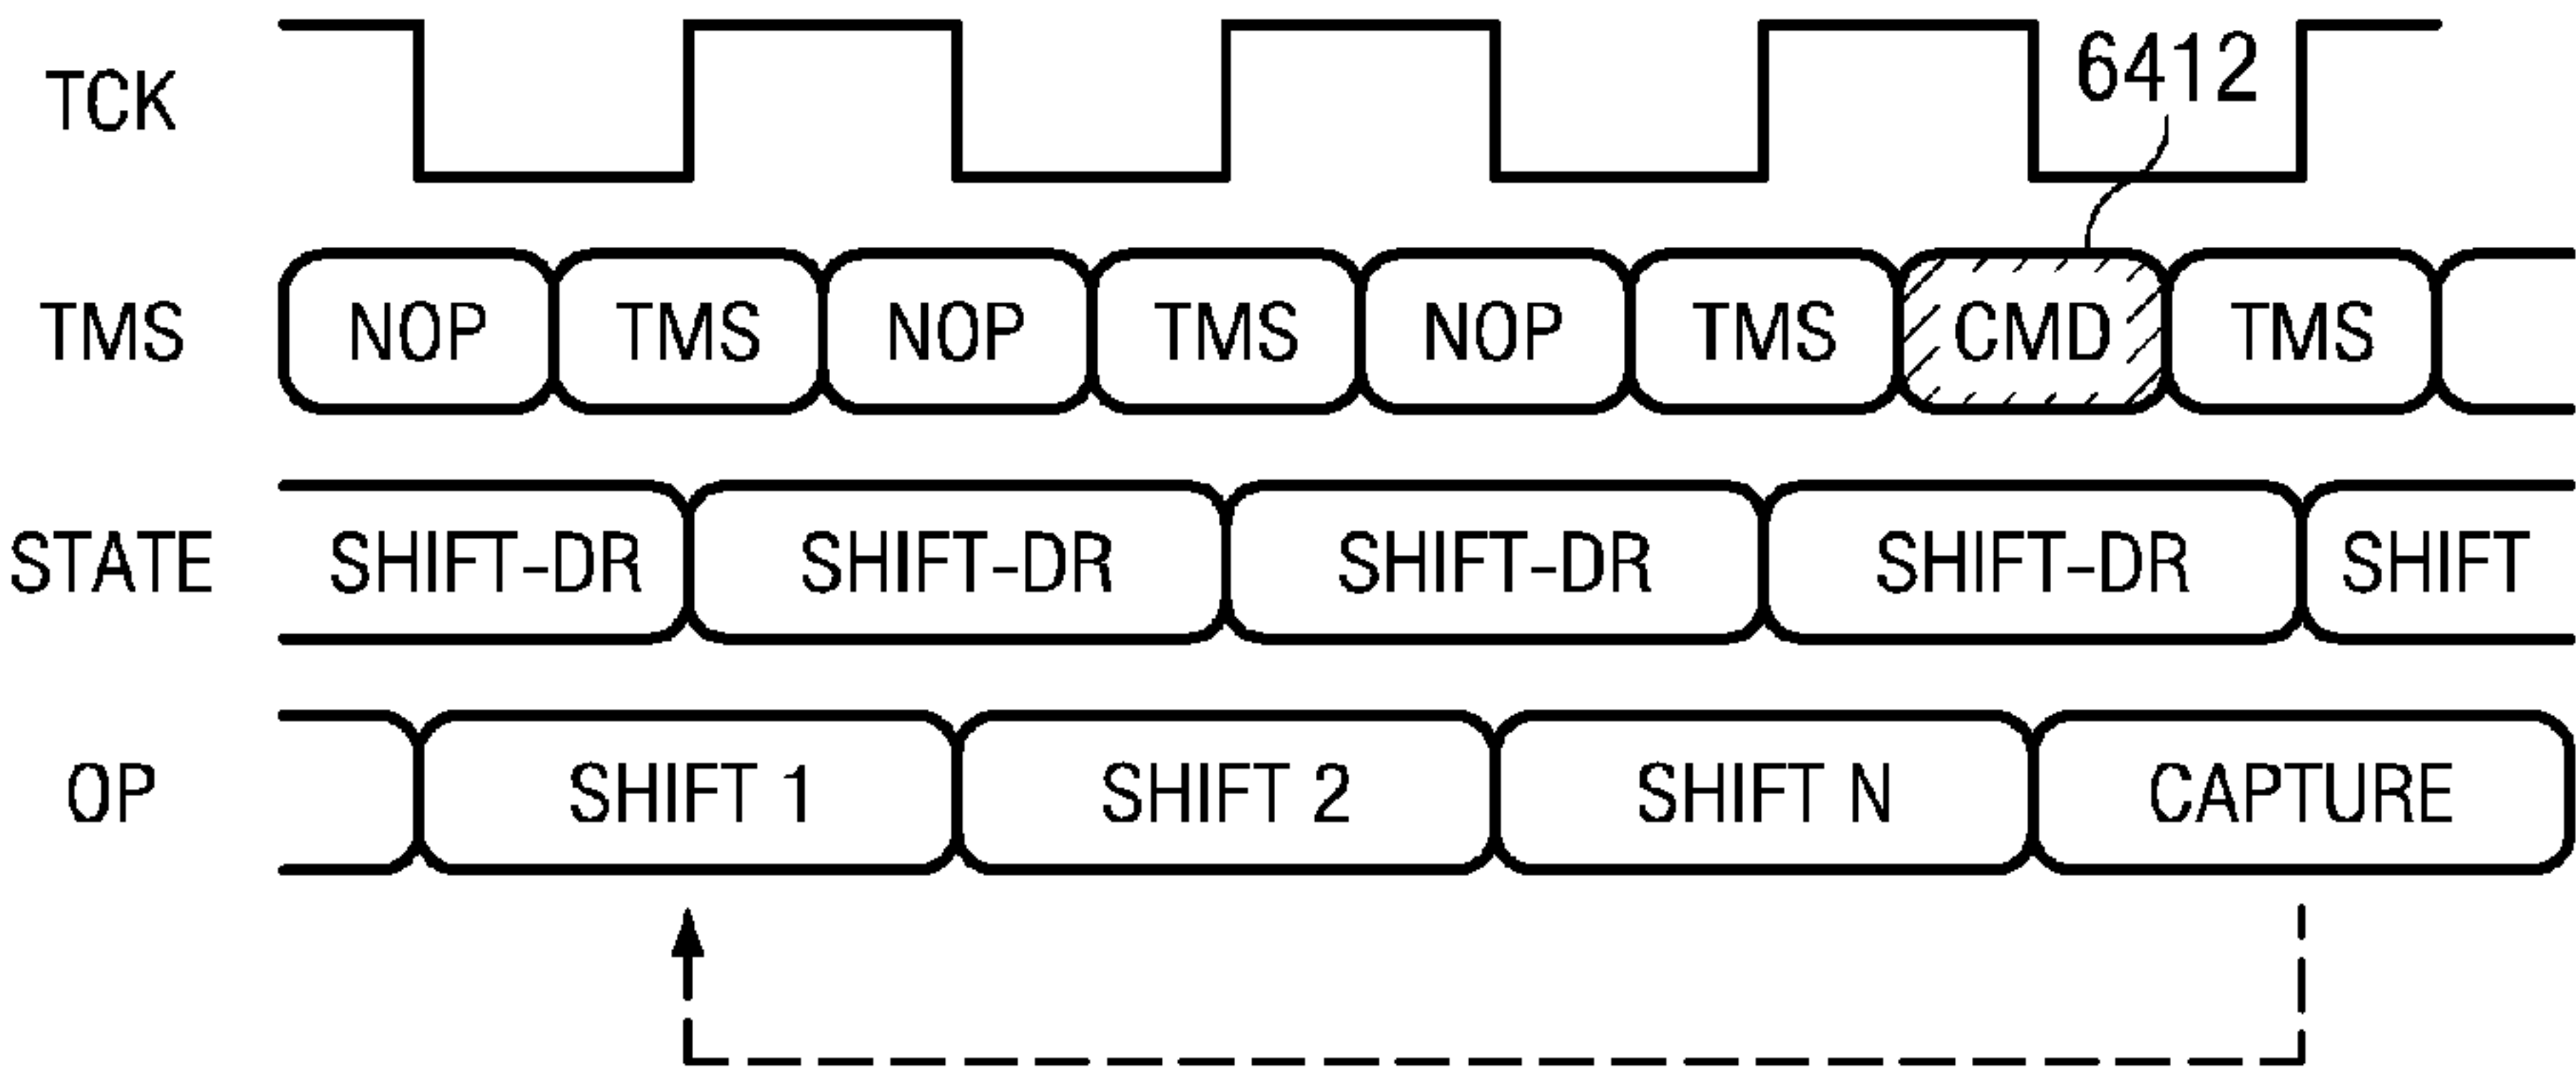 TCK 6412
TMS NOP TMS NOP TMS NOP TMS CMD TMS
STATE SHIFT-DR SHIFT-DR SHIFT-DR SHIFT-DR SHIFT
OP SHIFT 1 SHIFT 2 SHIFT N CAPTURE